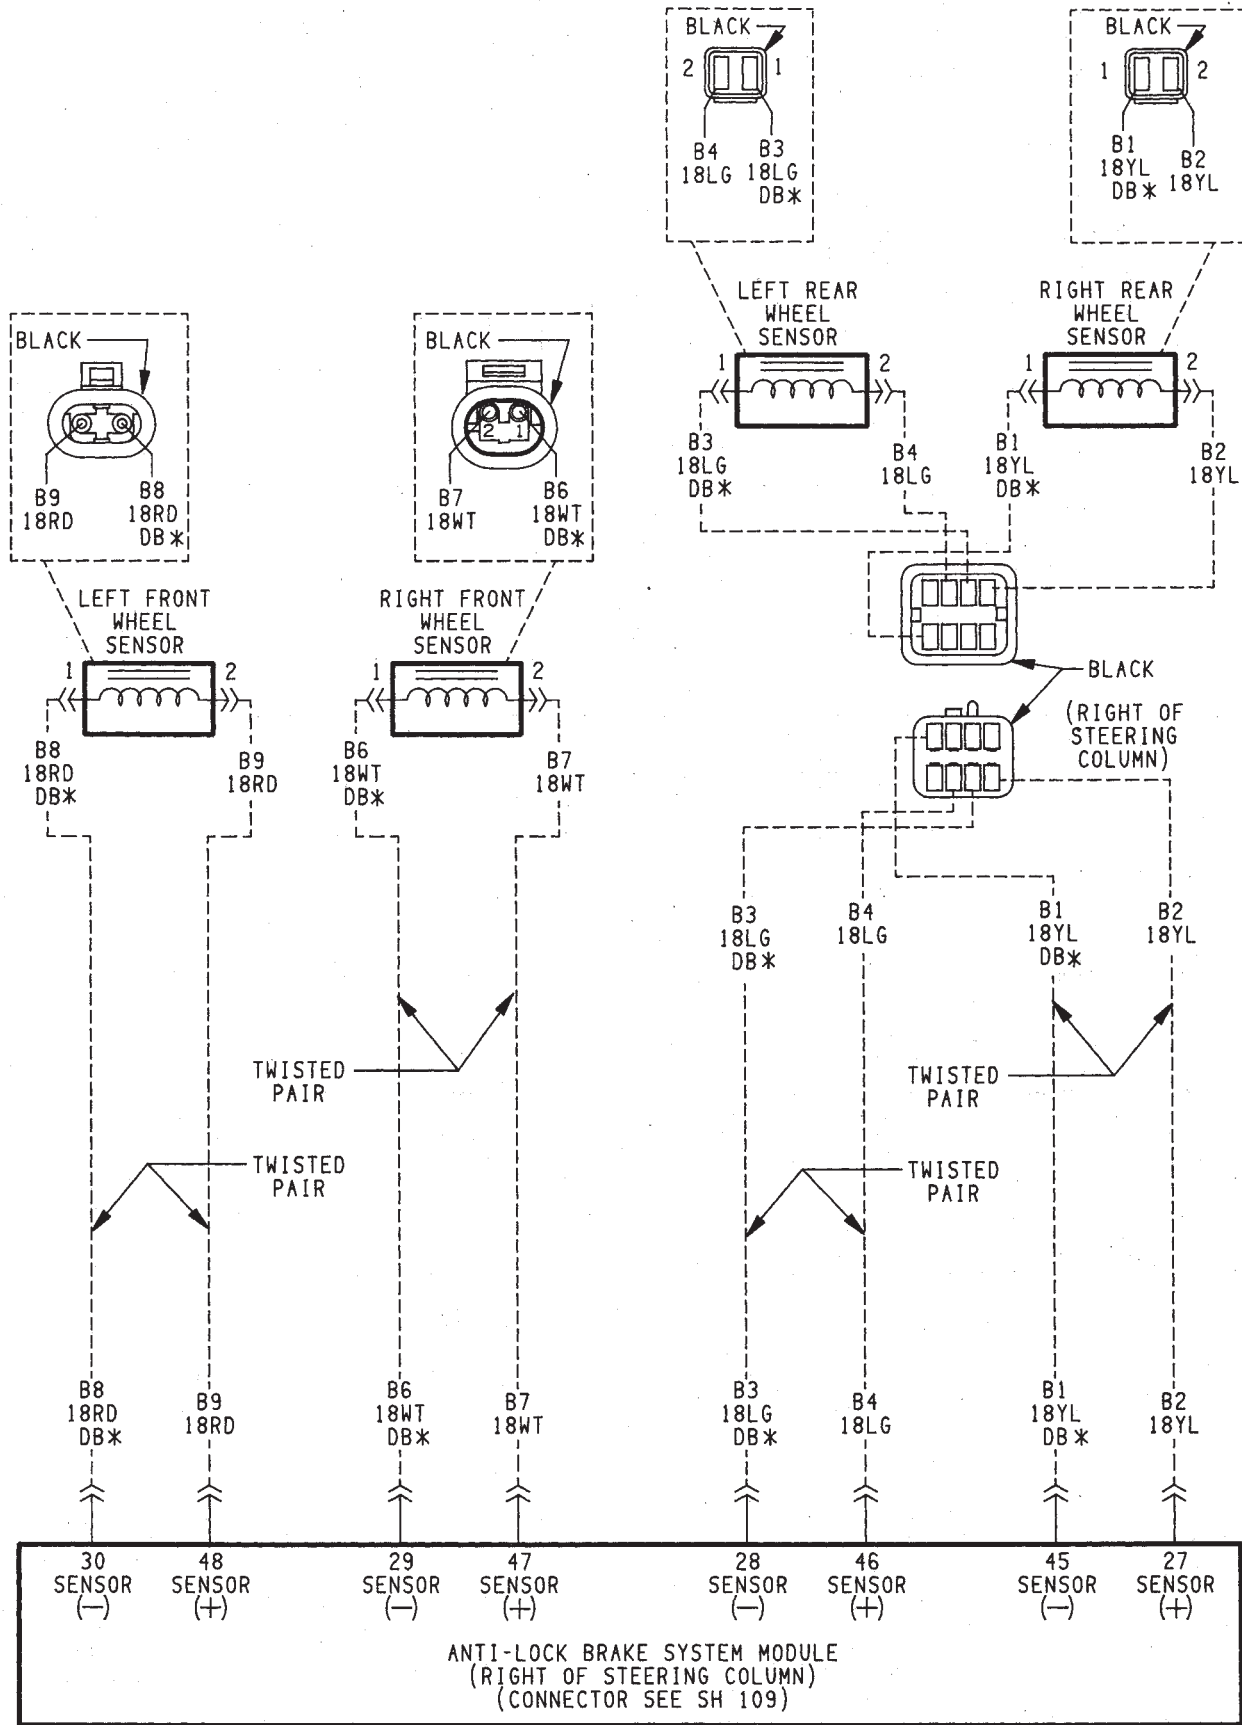 BLACK
2 1
B4
18LG
B3
18LG
DB*
BLACK
1 2
B1
18YL
DB*
B2
18YL
LEFT REAR
WHEEL
SENSOR
RIGHT REAR
WHEEL
SENSOR
1 2
1 2
B3
18LG
DB*
B4
18LG
B1
18YL
DB*
B2
18YL
BLACK
B9
18RD
B8
18RD
DB*
BLACK
2 1
B7
18WT
B6
18WT
DB*
LEFT FRONT
WHEEL
SENSOR
RIGHT FRONT
WHEEL
SENSOR
1 2
1 2
B8
18RD
DB*
B9
18RD
B6
18WT
DB*
B7
18WT
BLACK
(RIGHT OF
STEERING
COLUMN)
B3
18LG
DB*
B4
18LG
B1
18YL
DB*
B2
18YL
TWISTED
PAIR
TWISTED
PAIR
TWISTED
PAIR
TWISTED
PAIR
B8
18RD
DB*
B9
18RD
B6
18WT
DB*
B7
18WT
B3
18LG
DB*
B4
18LG
B1
18YL
DB*
B2
18YL
30
SENSOR
(-)
48
SENSOR
(+)
29
SENSOR
(-)
47
SENSOR
(+)
28
SENSOR
(-)
46
SENSOR
(+)
45
SENSOR
(-)
27
SENSOR
(+)
ANTI-LOCK BRAKE SYSTEM MODULE
(RIGHT OF STEERING COLUMN)
(CONNECTOR SEE SH 109)